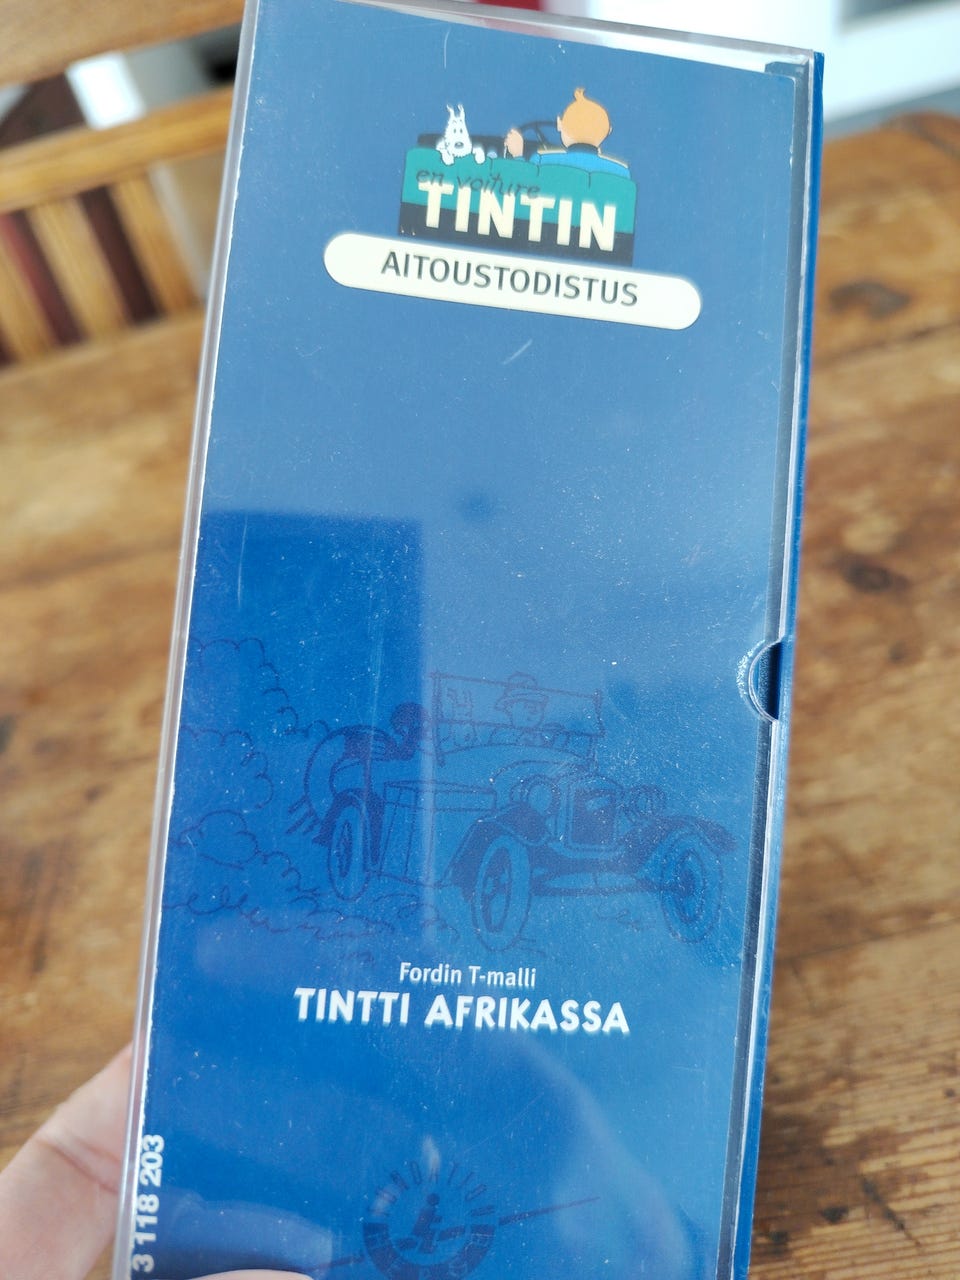 en voiture
TINTIN
AITOUSTODISTUS
Fordin T-malli
TINTTI AFRIKASSA
3 118 203